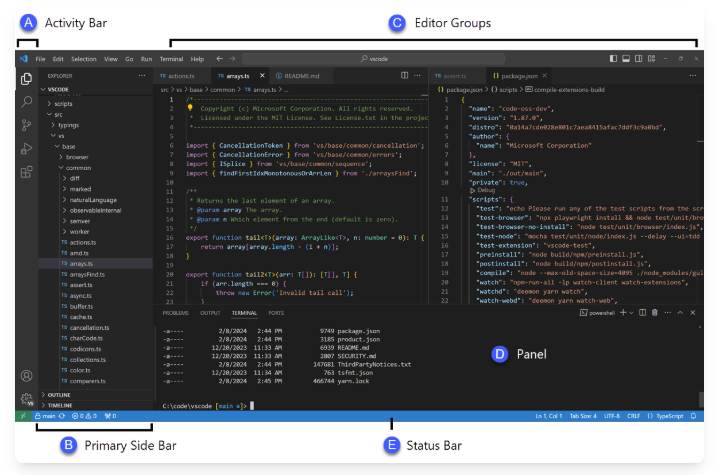 A Activity Bar
C Editor Groups
File Edit Selection View Go Run Terminal Help
vscode
EXPLORER
VSCODE
scripts
src
typings
vs
base
browser
common
diff
marked
naturalLanguage
observableInternal
semver
worker
TS actions.ts
TS amd.ts
TS arrays.ts
TS arraysFind.ts
TS assert.ts
TS async.ts
TS buffer.ts
TS cache.ts
TS cancellation.ts
TS charCode.ts
TS codicons.ts
TS collections.ts
TS color.ts
TS comparers.ts
OUTLINE
TIMELINE
TS actions.ts TS arrays.ts README.md
src > vs > base > common > TS arrays.ts > ...
1 /*---------------------------------------------
2 * Copyright (c) Microsoft Corporation. All rights reserved.
3 * Licensed under the MIT License. See License.txt in the projec
4 *---------------------------------------------
5
6 import { CancellationToken } from 'vs/base/common/cancellation';
7 import { CancellationError } from 'vs/base/common/errors';
8 import { ISplice } from 'vs/base/common/sequence';
9 import { findFirstIdxMonotonousOrArrLen } from './arraysFind';
10
11 /**
12 * Returns the last element of an array.
13 * @param array The array.
14 * @param n Which element from the end (default is zero).
15 */
16 export function tail<T>(array: ArrayLike<T>, n: number = 0): T {
17 return array[array.length - (1 + n)];
18 }
19
20 export function tail2<T>(arr: T[]): [T[], T] {
21 if (arr.length === 0) {
22 throw new Error('Invalid tail call');
23 }
TS assert.ts {} package.json
{} package.json > {} scripts > compile-extensions-build
1 {
2 "name": "code-oss-dev",
3 "version": "1.87.0",
4 "distro": "0a14a7cde028e801c7aea8415afac7ddf3c9a0bd",
5 "author": {
6 "name": "Microsoft Corporation"
7 },
8 "license": "MIT",
9 "main": "./out/main",
10 "private": true,
Debug
11 "scripts": {
12 "test": "echo Please run any of the test scripts from the scr
13 "test-browser": "npx playwright install && node test/unit/bro
14 "test-browser-no-install": "node test/unit/browser/index.js",
15 "test-node": "mocha test/unit/node/index.js --delay --ui=tdd
16 "test-extension": "vscode-test",
17 "preinstall": "node build/npm/preinstall.js",
18 "postinstall": "node build/npm/postinstall.js",
19 "compile": "node --max-old-space-size=4095 ./node_modules/gul
20 "watch": "npm-run-all -lp watch-client watch-extensions",
21 "watchd": "deemon yarn watch",
22 "watch-webd": "deemon yarn watch-web",
PROBLEMS OUTPUT TERMINAL PORTS
powershell
-a---- 2/8/2024 2:44 PM 9749 package.json
-a---- 2/8/2024 2:44 PM 3185 product.json
-a---- 12/20/2023 11:33 AM 6939 README.md
-a---- 12/20/2023 11:33 AM 2807 SECURITY.md
-a---- 2/8/2024 2:44 PM 147681 ThirdPartyNotices.txt
-a---- 12/20/2023 11:34 AM 763 tsfmt.json
-a---- 2/8/2024 2:45 PM 466744 yarn.lock
C:\code\vscode [main ≡]>
D Panel
main 0 0 0
Ln 1, Col 1 Tab Size: 4 UTF-8 CRLF {} TypeScript
B Primary Side Bar
E Status Bar